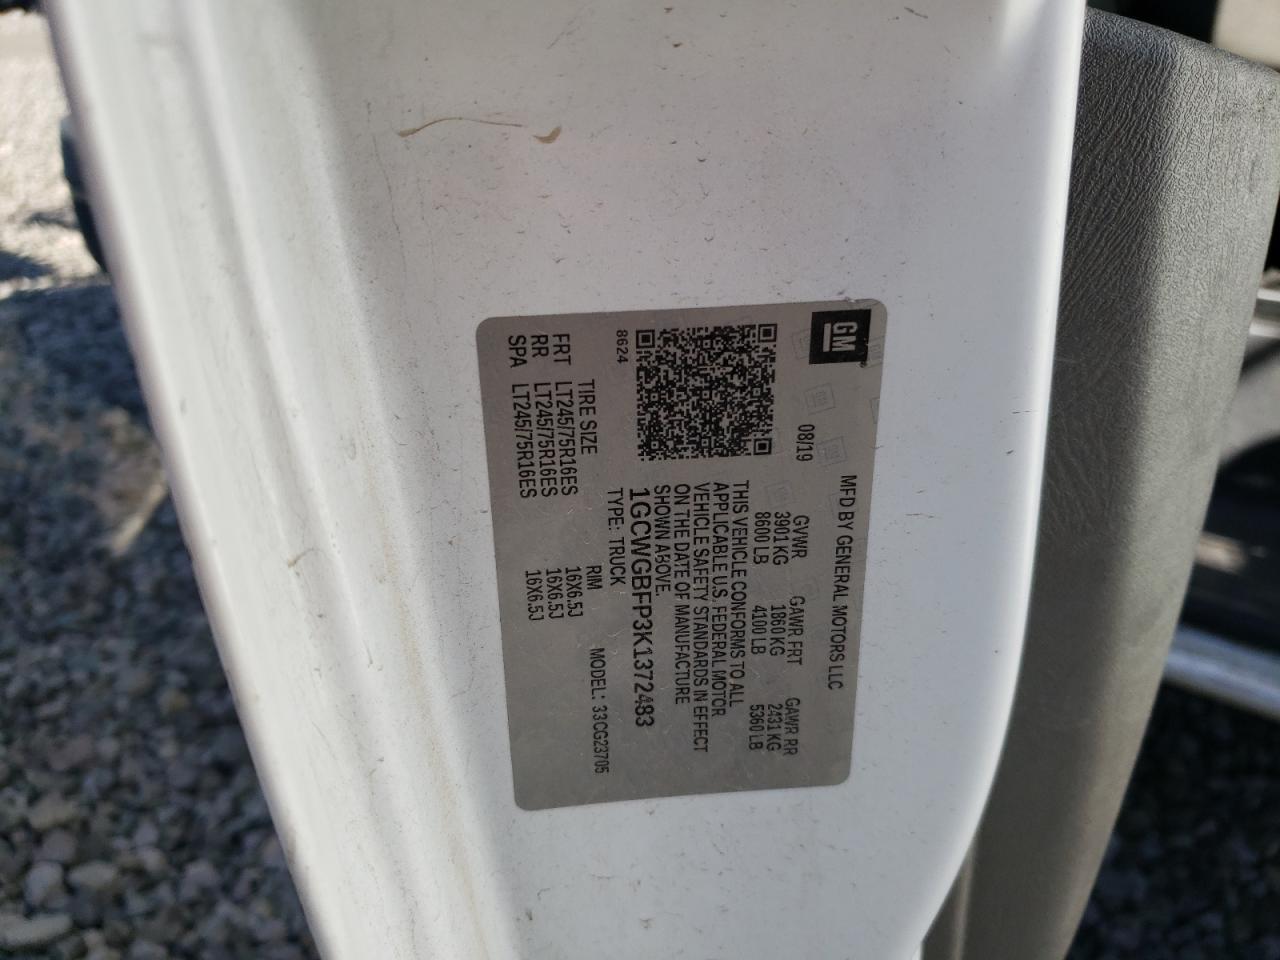 GM
MFD BY GENERAL MOTORS LLC
08/19
GVWR GAWR FRT GAWR RR
3901 KG 1860 KG 2431 KG
8600 LB 4100 LB 5360 LB
THIS VEHICLE CONFORMS TO ALL
APPLICABLE U.S. FEDERAL MOTOR
VEHICLE SAFETY STANDARDS IN EFFECT
ON THE DATE OF MANUFACTURE
SHOWN ABOVE.
1GCWGBFP3K1372483
8624
TYPE: TRUCK MODEL: 33CG23705
TIRE SIZE RIM
FRT LT245/75R16ES 16X6.5J
RR LT245/75R16ES 16X6.5J
SPA LT245/75R16ES 16X6.5J